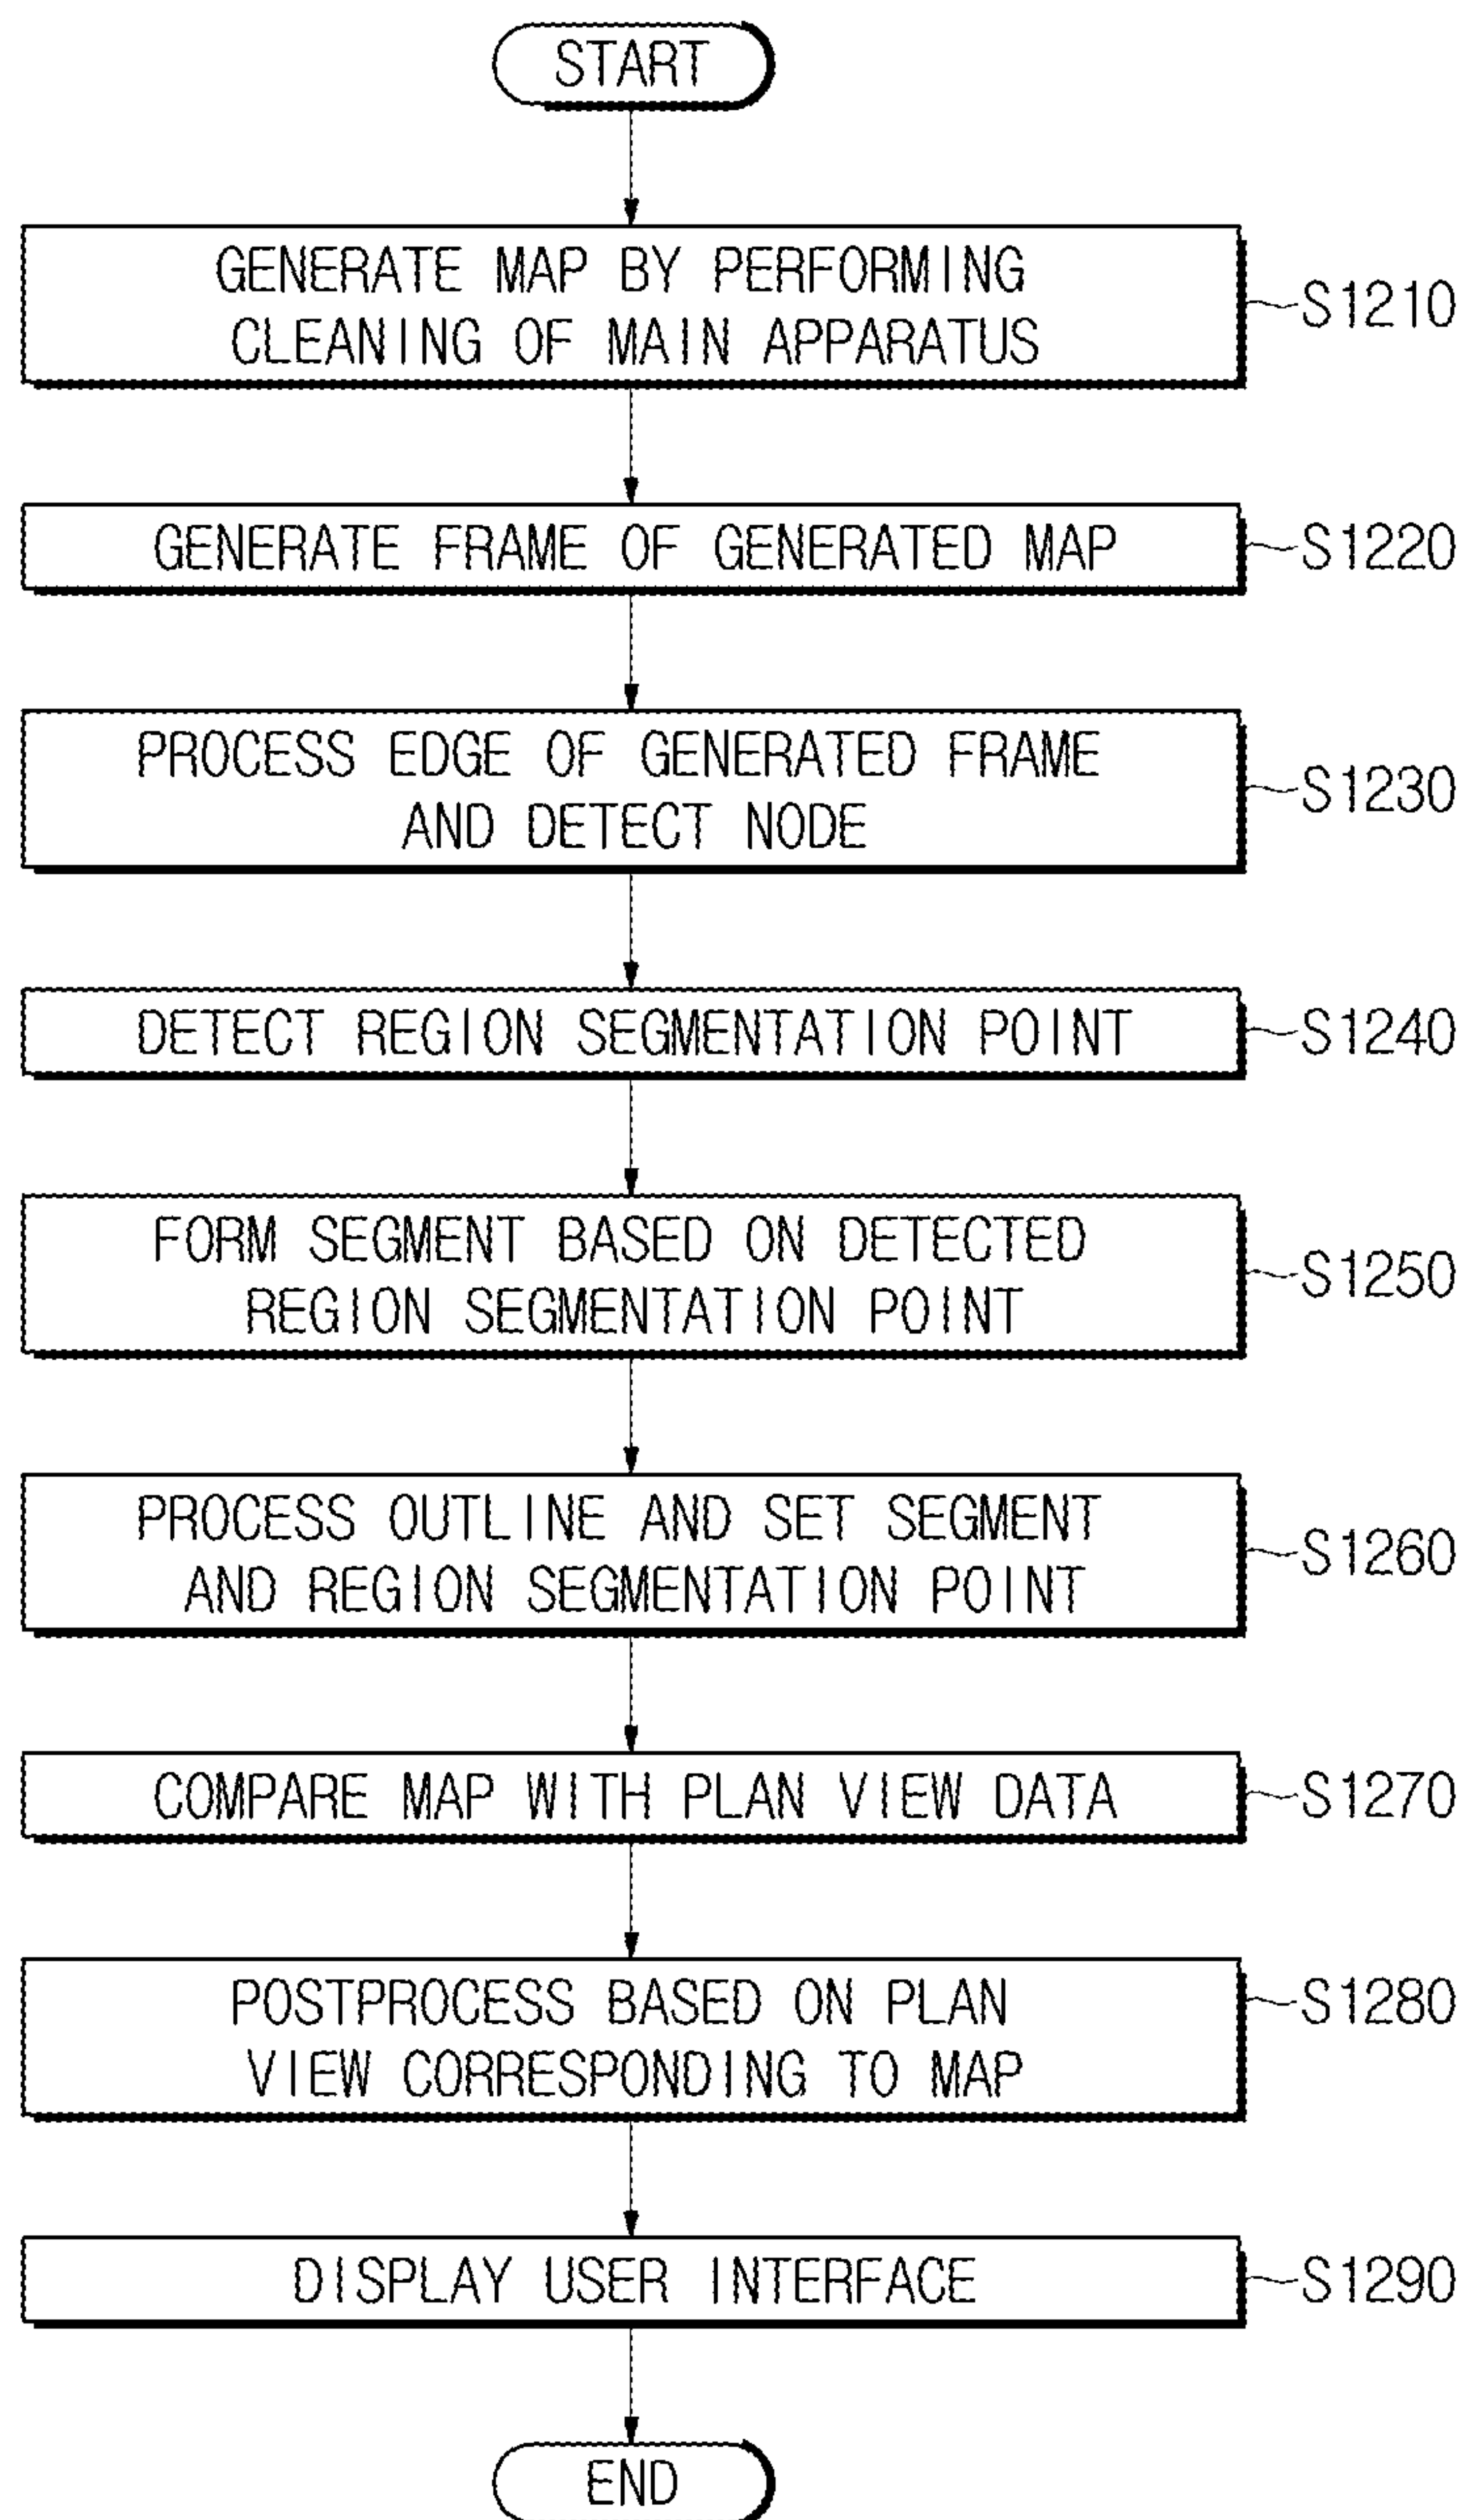 START
GENERATE MAP BY PERFORMING
CLEANING OF MAIN APPARATUS
S1210
GENERATE FRAME OF GENERATED MAP
S1220
PROCESS EDGE OF GENERATED FRAME
AND DETECT NODE
S1230
DETECT REGION SEGMENTATION POINT
S1240
FORM SEGMENT BASED ON DETECTED
REGION SEGMENTATION POINT
S1250
PROCESS OUTLINE AND SET SEGMENT
AND REGION SEGMENTATION POINT
S1260
COMPARE MAP WITH PLAN VIEW DATA
S1270
POSTPROCESS BASED ON PLAN
VIEW CORRESPONDING TO MAP
S1280
DISPLAY USER INTERFACE
S1290
END